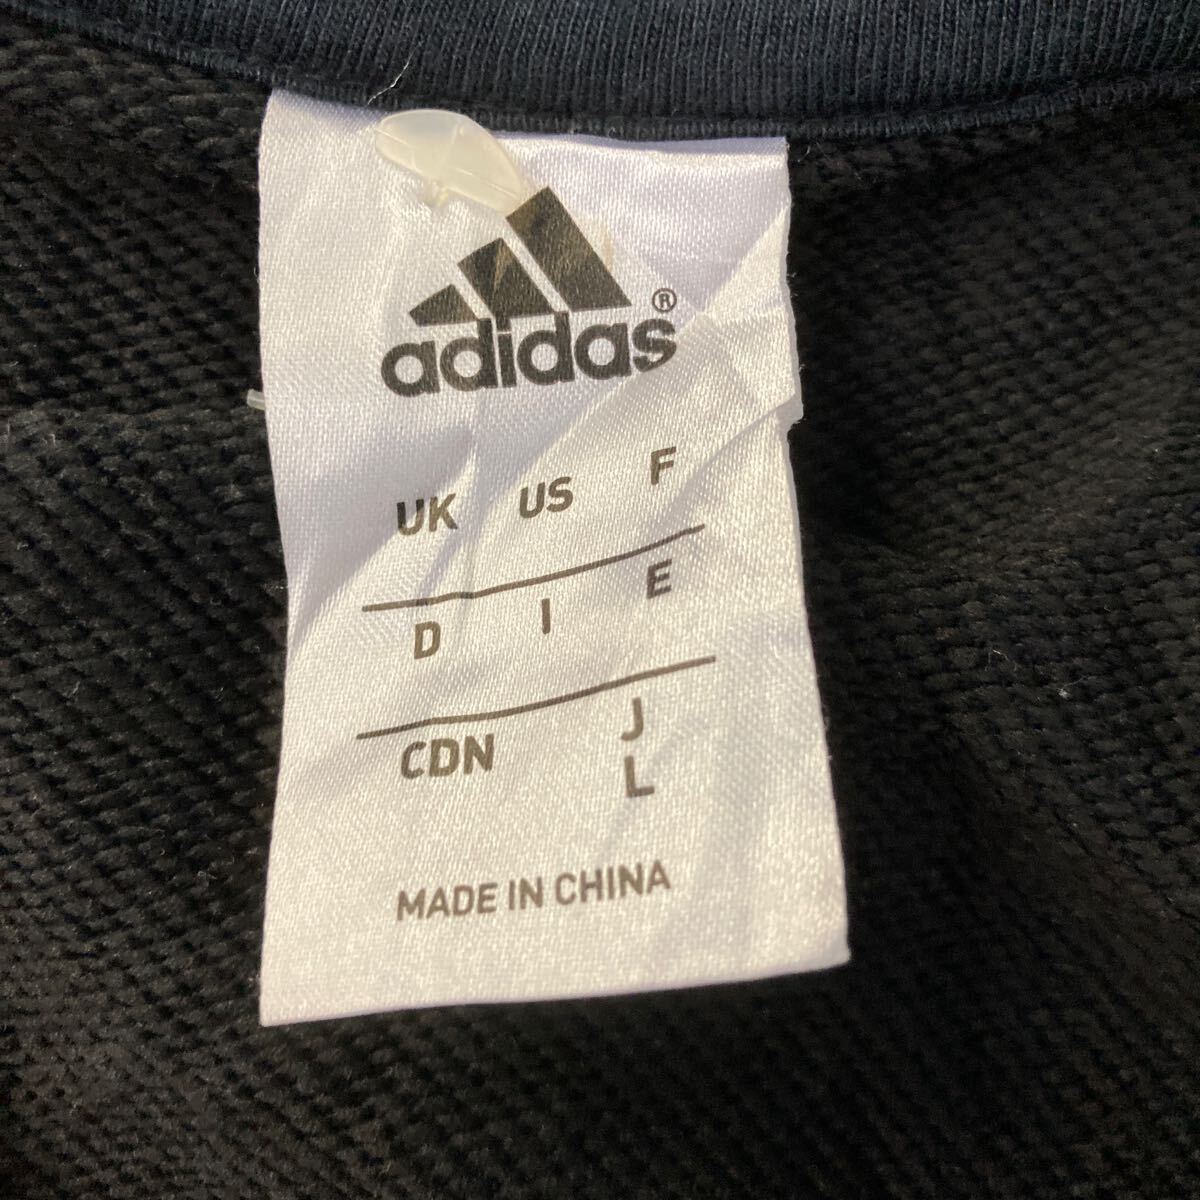 adidas®
UK US F
D I E
CDN J
L
MADE IN CHINA